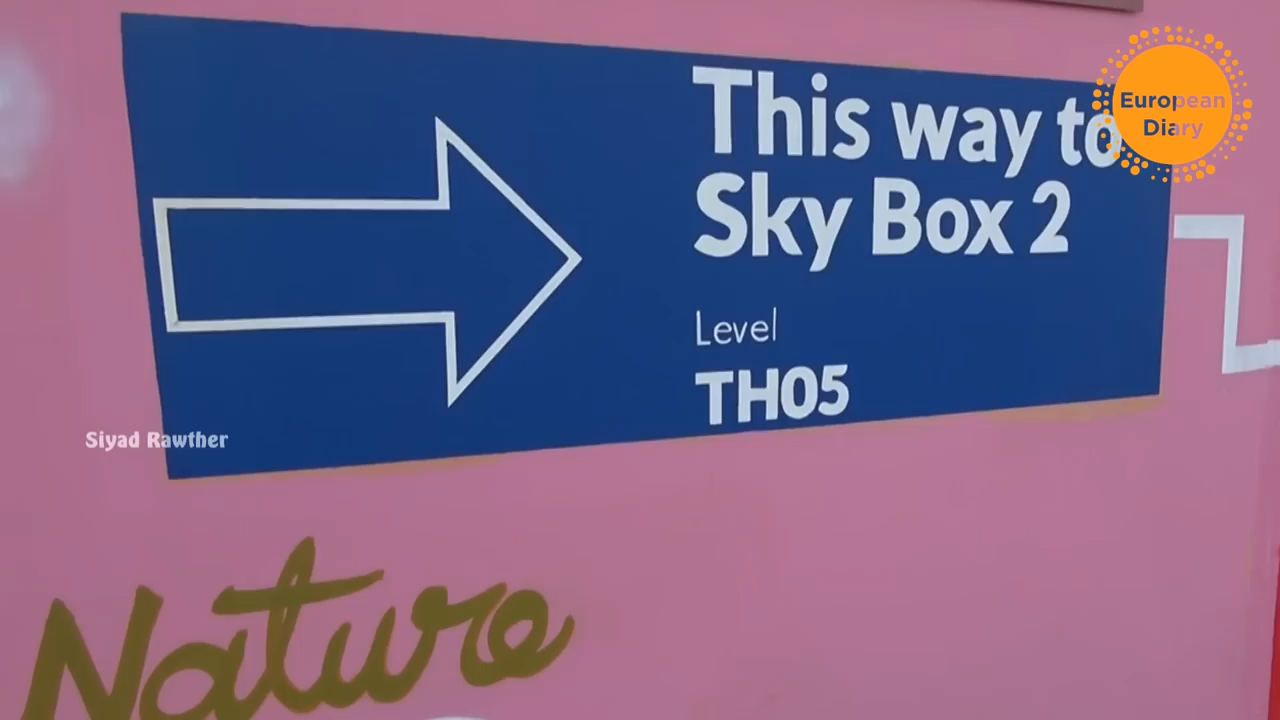 This way to
Sky Box 2
Level
TH05
European
Diary
Siyad Rawther
Nature